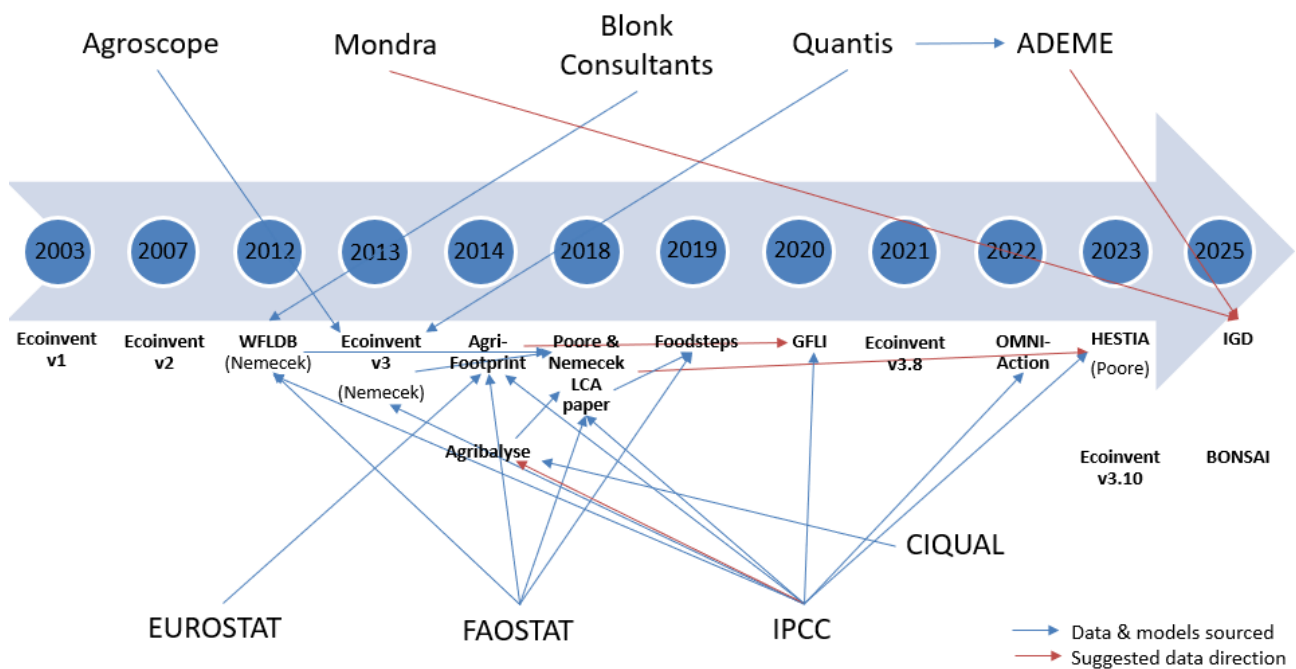 Agroscope
Mondra
Blonk
Consultants
Quantis
ADEME
2003
2007
2012
2013
2014
2018
2019
2020
2021
2022
2023
2025
Ecoinvent
v1
Ecoinvent
v2
WFLDB
(Nemecek)
Ecoinvent
v3
(Nemecek)
Agri-
Footprint
Poore &
Nemecek
LCA
paper
Foodsteps
GFLI
Ecoinvent
v3.8
OMNI-
Action
HESTIA
(Poore)
IGD
Agribalyse
Ecoinvent
v3.10
BONSAI
CIQUAL
EUROSTAT
FAOSTAT
IPCC
Data & models sourced
Suggested data direction